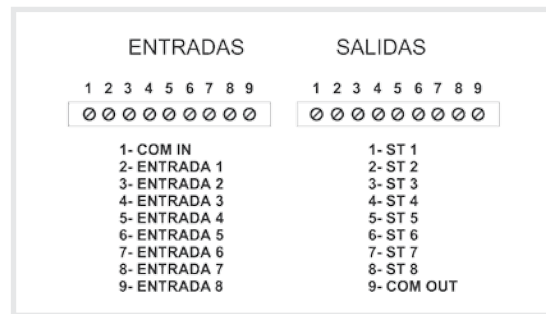 ENTRADAS
1 2 3 4 5 6 7 8 9
1- COM IN
2- ENTRADA 1
3- ENTRADA 2
4- ENTRADA 3
5- ENTRADA 4
6- ENTRADA 5
7- ENTRADA 6
8- ENTRADA 7
9- ENTRADA 8
SALIDAS
1 2 3 4 5 6 7 8 9
1- ST 1
2- ST 2
3- ST 3
4- ST 4
5- ST 5
6- ST 6
7- ST 7
8- ST 8
9- COM OUT